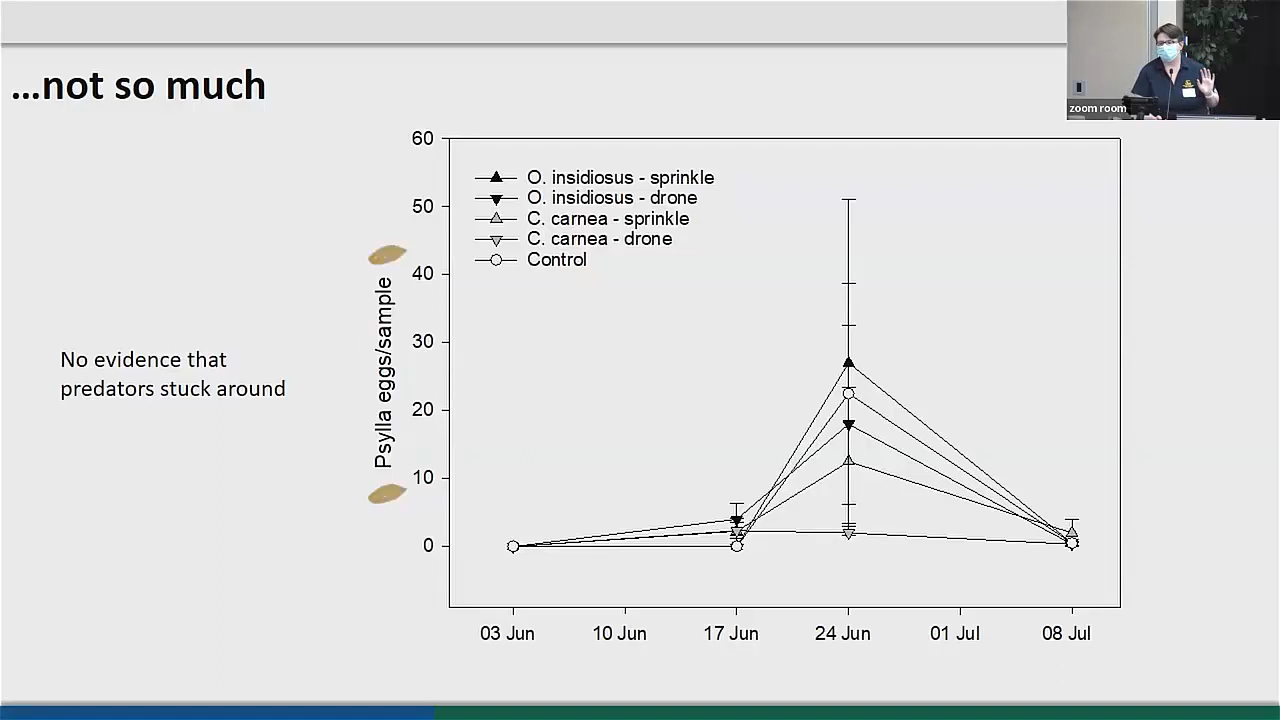 ...not so much
zoom room
60
50
40
30
20
10
0
Psylla eggs/sample
O. insidiosus - sprinkle
O. insidiosus - drone
C. carnea - sprinkle
C. carnea - drone
Control
No evidence that
predators stuck around
03 Jun
10 Jun
17 Jun
24 Jun
01 Jul
08 Jul